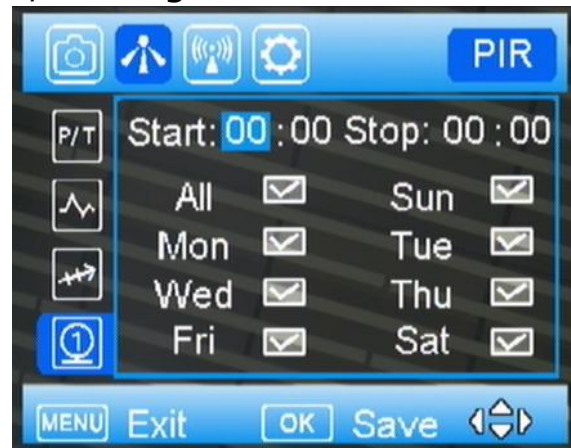 PIR
P/T
Start: 00 : 00 Stop: 00 : 00
All Sun
Mon Tue
Wed Thu
1
Fri Sat
MENU Exit OK Save